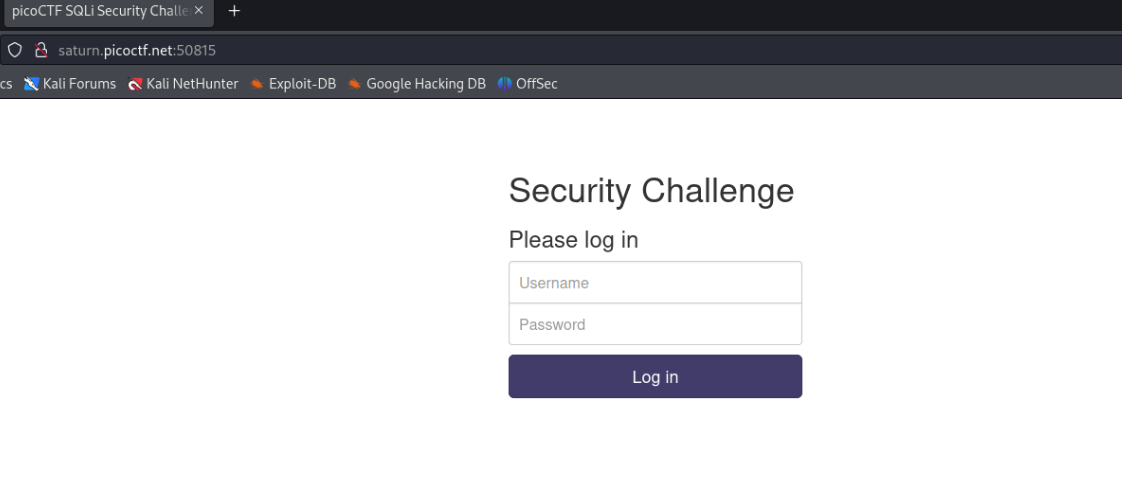 picoCTF SQLi Security Challe
saturn.picoctf.net:50815
cs Kali Forums Kali NetHunter Exploit-DB Google Hacking DB OffSec
Security Challenge
Please log in
Username
Password
Log in